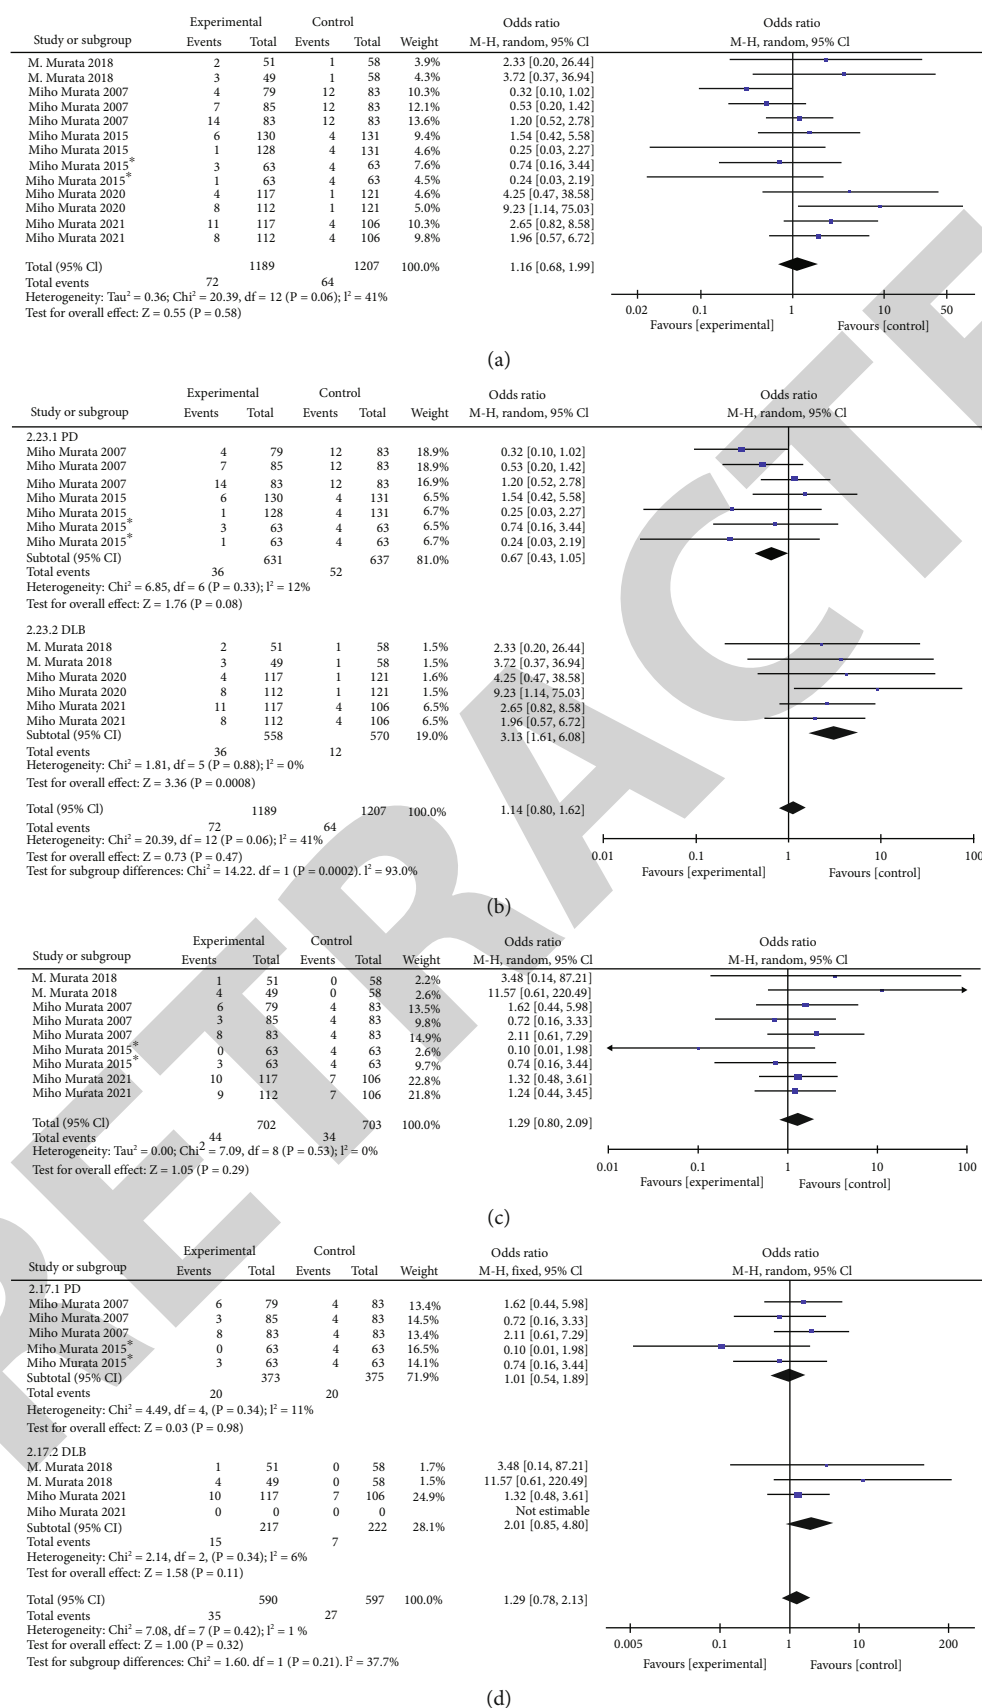 Experimental Control Odds ratio Odds ratio
Study or subgroup Events Total Events Total Weight M-H, random, 95% Cl M-H, random, 95% Cl
M. Murata 2018 2 51 1 58 3.9% 2.33 [0.20, 26.44]
M. Murata 2018 3 49 1 58 4.3% 3.72 [0.37, 36.94]
Miho Murata 2007 4 79 12 83 10.3% 0.32 [0.10, 1.02]
Miho Murata 2007 7 85 12 83 12.1% 0.53 [0.20, 1.42]
Miho Murata 2007 14 83 12 83 13.6% 1.20 [0.52, 2.78]
Miho Murata 2015 6 130 4 131 9.4% 1.54 [0.42, 5.58]
Miho Murata 2015 1 128 4 131 4.6% 0.25 [0.03, 2.27]
Miho Murata 2015* 3 63 4 63 7.6% 0.74 [0.16, 3.44]
Miho Murata 2015* 1 63 4 63 4.5% 0.24 [0.03, 2.19]
Miho Murata 2020 4 117 1 121 4.6% 4.25 [0.47, 38.58]
Miho Murata 2020 8 112 1 121 5.0% 9.23 [1.14, 75.03]
Miho Murata 2021 11 117 4 106 10.3% 2.65 [0.82, 8.58]
Miho Murata 2021 8 112 4 106 9.8% 1.96 [0.57, 6.72]
Total (95% Cl) 1189 1207 100.0% 1.16 [0.68, 1.99]
Total events 72 64
Heterogeneity: Tau² = 0.36; Chi² = 20.39, df = 12 (P = 0.06); l² = 41%
Test for overall effect: Z = 0.55 (P = 0.58)
0.02 0.1 1 10 50
Favours [experimental] Favours [control]
(a)
Experimental Control Odds ratio Odds ratio
Study or subgroup Events Total Events Total Weight M-H, random, 95% Cl M-H, random, 95% Cl
2.23.1 PD
Miho Murata 2007 4 79 12 83 18.9% 0.32 [0.10, 1.02]
Miho Murata 2007 7 85 12 83 18.9% 0.53 [0.20, 1.42]
Miho Murata 2007 14 83 12 83 16.9% 1.20 [0.52, 2.78]
Miho Murata 2015 6 130 4 131 6.5% 1.54 [0.42, 5.58]
Miho Murata 2015 1 128 4 131 6.7% 0.25 [0.03, 2.27]
Miho Murata 2015* 3 63 4 63 6.5% 0.74 [0.16, 3.44]
Miho Murata 2015* 1 63 4 63 6.7% 0.24 [0.03, 2.19]
Subtotal (95% CI) 631 637 81.0% 0.67 [0.43, 1.05]
Total events 36 52
Heterogeneity: Chi² = 6.85, df = 6 (P = 0.33); l² = 12%
Test for overall effect: Z = 1.76 (P = 0.08)
2.23.2 DLB
M. Murata 2018 2 51 1 58 1.5% 2.33 [0.20, 26.44]
M. Murata 2018 3 49 1 58 1.5% 3.72 [0.37, 36.94]
Miho Murata 2020 4 117 1 121 1.6% 4.25 [0.47, 38.58]
Miho Murata 2020 8 112 1 121 1.5% 9.23 [1.14, 75.03]
Miho Murata 2021 11 117 4 106 6.5% 2.65 [0.82, 8.58]
Miho Murata 2021 8 112 4 106 6.5% 1.96 [0.57, 6.72]
Subtotal (95% CI) 558 570 19.0% 3.13 [1.61, 6.08]
Total events 36 12
Heterogeneity: Chi² = 1.81, df = 5 (P = 0.88); l² = 0%
Test for overall effect: Z = 3.36 (P = 0.0008)
Total (95% CI) 1189 1207 100.0% 1.14 [0.80, 1.62]
Total events 72 64
Heterogeneity: Chi² = 20.39, df = 12 (P = 0.06); l² = 41%
Test for overall effect: Z = 0.73 (P = 0.47)
Test for subgroup differences: Chi² = 14.22. df = 1 (P = 0.0002). l² = 93.0%
0.01 0.1 1 10 100
Favours [experimental] Favours [control]
(b)
Experimental Control Odds ratio Odds ratio
Study or subgroup Events Total Events Total Weight M-H, random, 95% Cl M-H, random, 95% Cl
M. Murata 2018 1 51 0 58 2.2% 3.48 [0.14, 87.21]
M. Murata 2018 4 49 0 58 2.6% 11.57 [0.61, 220.49]
Miho Murata 2007 6 79 4 83 13.5% 1.62 [0.44, 5.98]
Miho Murata 2007 3 85 4 83 9.8% 0.72 [0.16, 3.33]
Miho Murata 2007 8 83 4 83 14.9% 2.11 [0.61, 7.29]
Miho Murata 2015* 0 63 4 63 2.6% 0.10 [0.01, 1.98]
Miho Murata 2015* 3 63 4 63 9.7% 0.74 [0.16, 3.44]
Miho Murata 2021 10 117 7 106 22.8% 1.32 [0.48, 3.61]
Miho Murata 2021 9 112 7 106 21.8% 1.24 [0.44, 3.45]
Total (95% Cl) 702 703 100.0% 1.29 [0.80, 2.09]
Total events 44 34
Heterogeneity: Tau² = 0.00; Chi² = 7.09, df = 8 (P = 0.53); l² = 0%
Test for overall effect: Z = 1.05 (P = 0.29)
0.01 0.1 1 10 100
Favours [experimental] Favours [control]
(c)
Experimental Control Odds ratio Odds ratio
Study or subgroup Events Total Events Total Weight M-H, fixed, 95% Cl M-H, random, 95% Cl
2.17.1 PD
Miho Murata 2007 6 79 4 83 13.4% 1.62 [0.44, 5.98]
Miho Murata 2007 3 85 4 83 14.5% 0.72 [0.16, 3.33]
Miho Murata 2007 8 83 4 83 13.4% 2.11 [0.61, 7.29]
Miho Murata 2015* 0 63 4 63 16.5% 0.10 [0.01, 1.98]
Miho Murata 2015* 3 63 4 63 14.1% 0.74 [0.16, 3.44]
Subtotal (95% CI) 373 375 71.9% 1.01 [0.54, 1.89]
Total events 20 20
Heterogeneity: Chi² = 4.49, df = 4, (P = 0.34); l² = 11%
Test for overall effect: Z = 0.03 (P = 0.98)
2.17.2 DLB
M. Murata 2018 1 51 0 58 1.7% 3.48 [0.14, 87.21]
M. Murata 2018 4 49 0 58 1.5% 11.57 [0.61, 220.49]
Miho Murata 2021 10 117 7 106 24.9% 1.32 [0.48, 3.61]
Miho Murata 2021 0 0 0 0 Not estimable
Subtotal (95% CI) 217 222 28.1% 2.01 [0.85, 4.80]
Total events 15 7
Heterogeneity: Chi² = 2.14, df = 2, (P = 0.34); l² = 6%
Test for overall effect: Z = 1.58 (P = 0.11)
Total (95% CI) 590 597 100.0% 1.29 [0.78, 2.13]
Total events 35 27
Heterogeneity: Chi² = 7.08, df = 7 (P = 0.42); l² = 1 %
Test for overall effect: Z = 1.00 (P = 0.32)
Test for subgroup differences: Chi² = 1.60. df = 1 (P = 0.21). l² = 37.7%
0.005 0.1 1 10 200
Favours [experimental] Favours [control]
(d)
RETRACTE